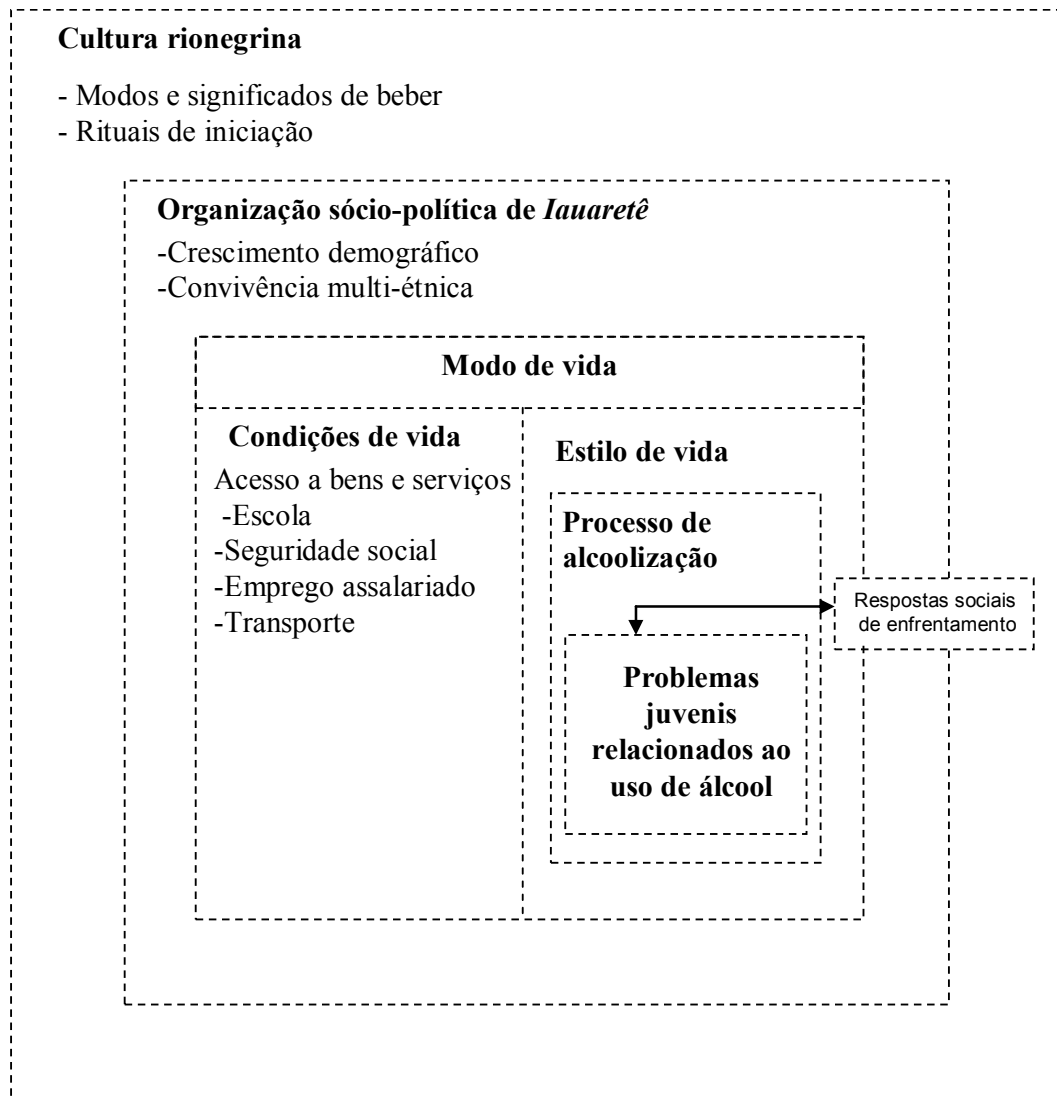 Cultura rionegrina
- Modos e significados de beber
- Rituais de iniciação
Organização sócio-política de Iauaretê
-Crescimento demográfico
-Convivência multi-étnica
Modo de vida
Condições de vida
Acesso a bens e serviços
-Escola
-Seguridade social
-Emprego assalariado
-Transporte
Estilo de vida
Processo de
alcoolização
Respostas sociais
de enfrentamento
Problemas
juvenis
relacionados ao
uso de álcool